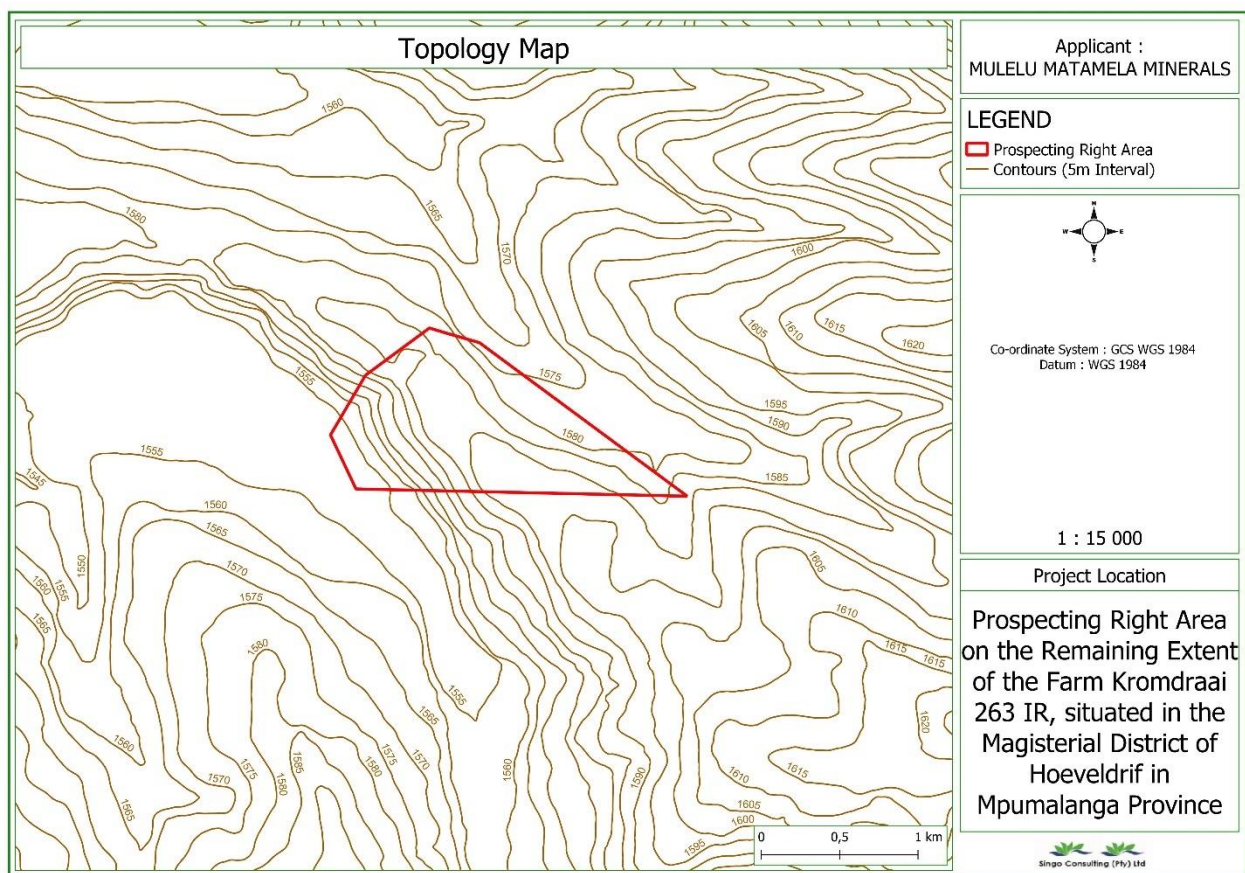 Topology Map
1560
1565
1580
1570
1600
1605
1610
1615
1620
1555
1575
1595
1590
1580
1585
1555
1545
1560
1565
1550
1570
1555
1575
1560
1580
1565
1605
1610
1615
1615
1620
1555
1565
1560
1560
1585
1575
1580
1570
1575
1570
1580
1590
1615
1610
1565
1605
1600
1595
0
0,5
1 km
Applicant :
MULELU MATAMELA MINERALS
LEGEND
Prospecting Right Area
Contours (5m Interval)
N
W
E
S
Co-ordinate System : GCS WGS 1984
Datum : WGS 1984
1 : 15 000
Project Location
Prospecting Right Area
on the Remaining Extent
of the Farm Kromdraai
263 IR, situated in the
Magisterial District of
Hoeveldrif in
Mpumalanga Province
Singo Consulting (Pty) Ltd